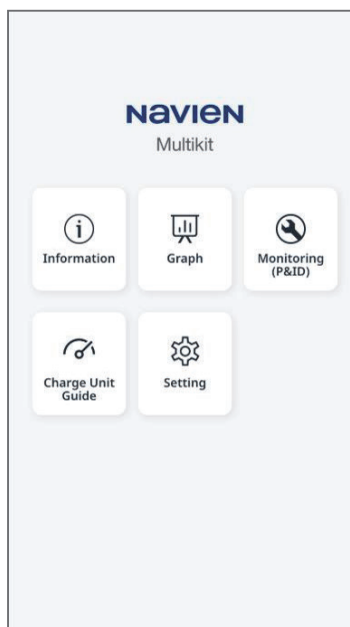 NAVIEN
Multikit
Information
Graph
Monitoring
(P&ID)
Charge Unit
Guide
Setting